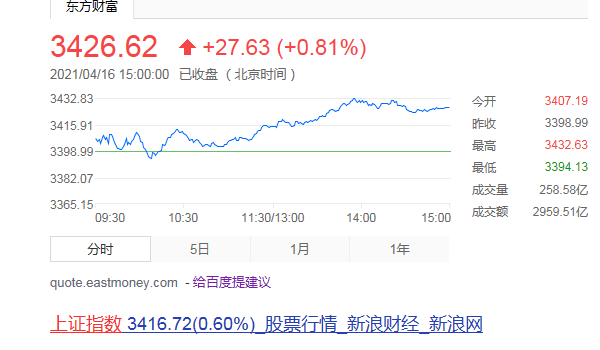 东方财富
3426.62 +27.63 (+0.81%)
2021/04/16 15:00:00 已收盘 ( 北京时间 )
3432.83
3415.91
3398.99
3382.07
3365.15
09:30 10:30 11:30/13:00 14:00 15:00
今开 3407.19
昨收 3398.99
最高 3432.63
最低 3394.13
成交量 258.58亿
成交额 2959.51亿
分时 5日 1月 1年
quote.eastmoney.com - 给百度提建议
上证指数 3416.72(0.60%)_股票行情_新浪财经_新浪网